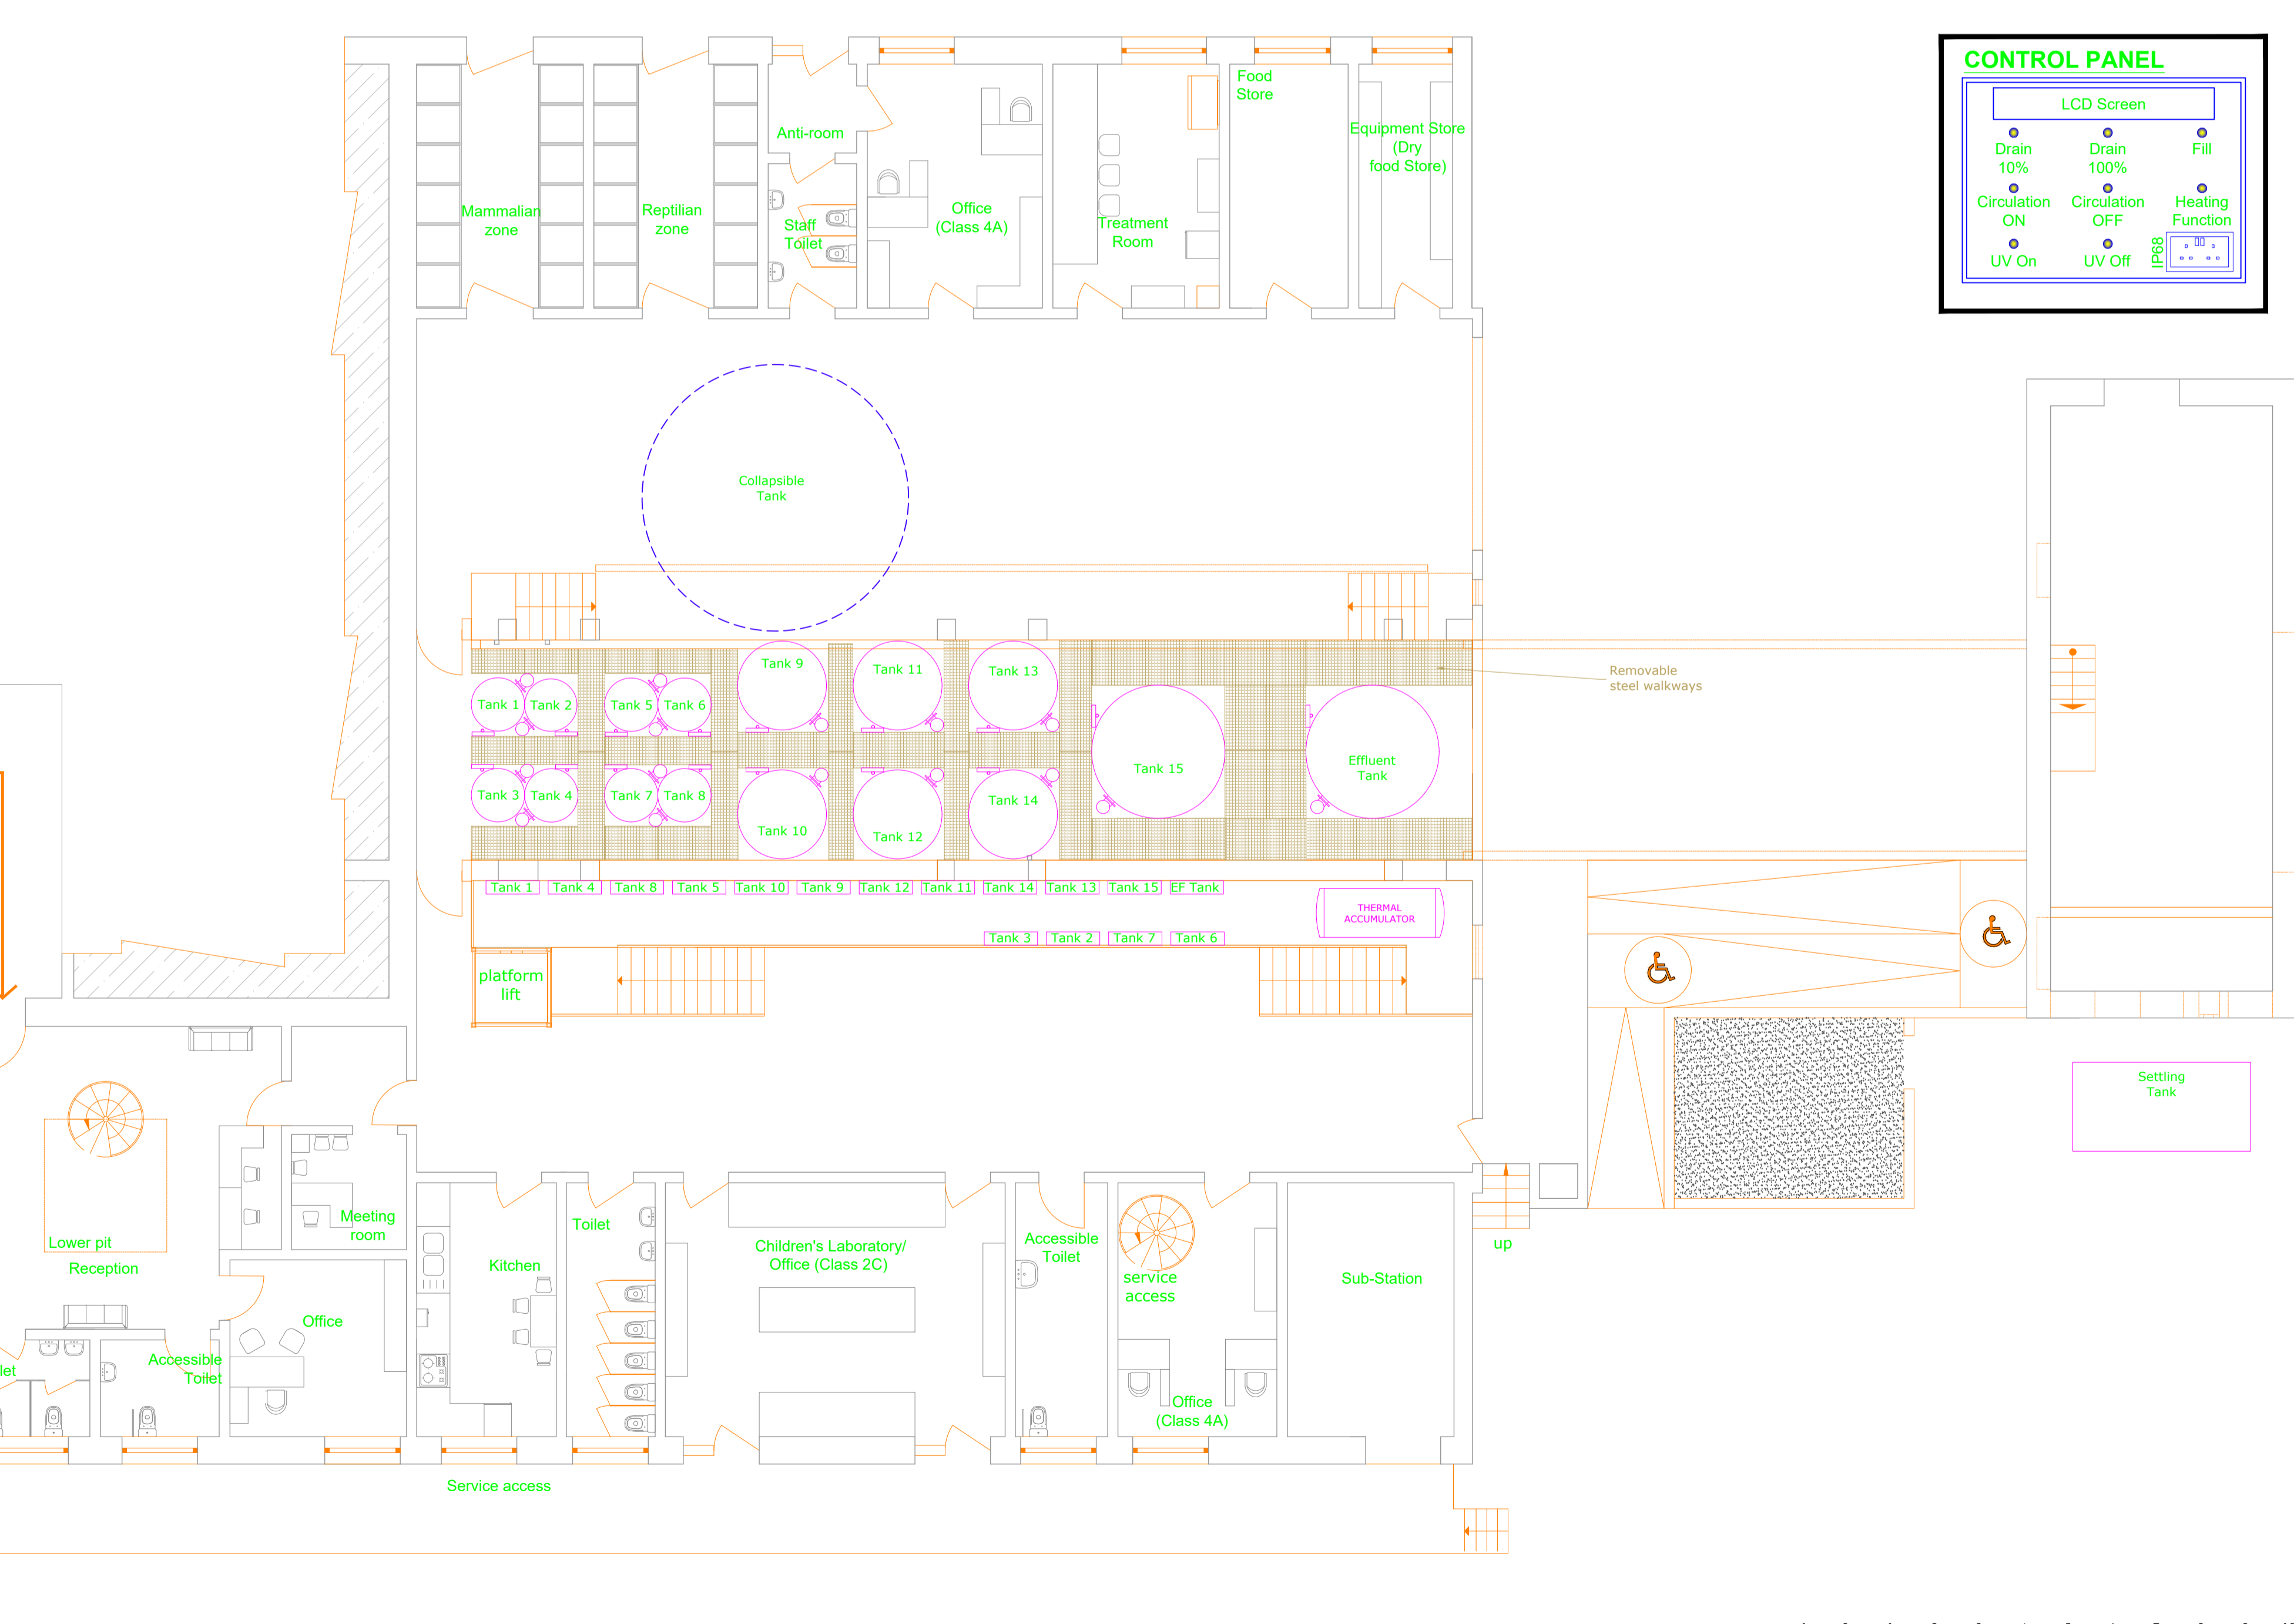 CONTROL PANEL
LCD Screen
Drain
10%
Drain
100%
Fill
Circulation
ON
Circulation
OFF
Heating
Function
UV On
UV Off
IP68
Food
Store
Anti-room
Equipment Store
(Dry
food Store)
Mammalian
zone
Reptilian
zone
Staff
Toilet
Office
(Class 4A)
Treatment
Room
Collapsible
Tank
Tank 9
Tank 11
Tank 13
Removable
steel walkways
Tank 1
Tank 2
Tank 5
Tank 6
Tank 15
Effluent
Tank
Tank 3
Tank 4
Tank 7
Tank 8
Tank 10
Tank 12
Tank 14
Tank 1
Tank 4
Tank 8
Tank 5
Tank 10
Tank 9
Tank 12
Tank 11
Tank 14
Tank 13
Tank 15
EF Tank
THERMAL
ACCUMULATOR
Tank 3
Tank 2
Tank 7
Tank 6
platform
lift
Settling
Tank
Meeting
room
Lower pit
Reception
Toilet
Kitchen
Children's Laboratory/
Office (Class 2C)
Accessible
Toilet
service
access
Sub-Station
up
Office
Accessible
Toilet
let
Office
(Class 4A)
Service access